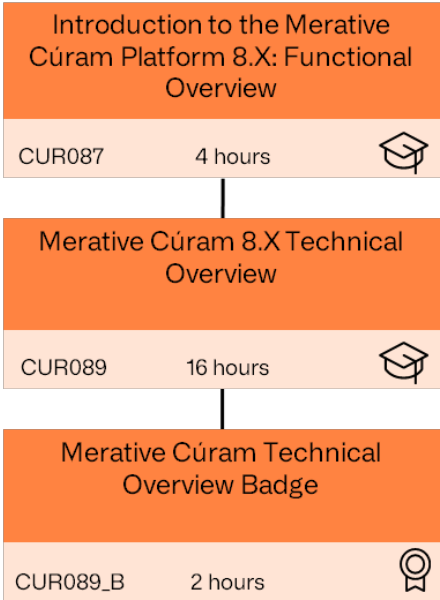 Introduction to the Merative
Cúram Platform 8.X: Functional
Overview
CUR087 4 hours
Merative Cúram 8.X Technical
Overview
CUR089 16 hours
Merative Cúram Technical
Overview Badge
CUR089_B 2 hours